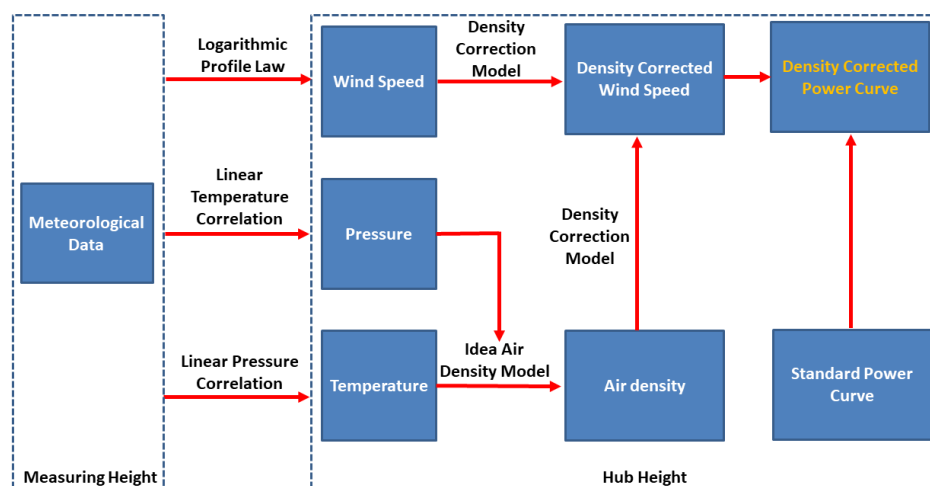 Logarithmic
Profile Law
Wind Speed
Density
Correction
Model
Density Corrected
Wind Speed
Density Corrected
Power Curve
Meteorological
Data
Linear
Temperature
Correlation
Pressure
Density
Correction
Model
Linear Pressure
Correlation
Temperature
Idea Air
Density Model
Air density
Standard Power
Curve
Measuring Height
Hub Height